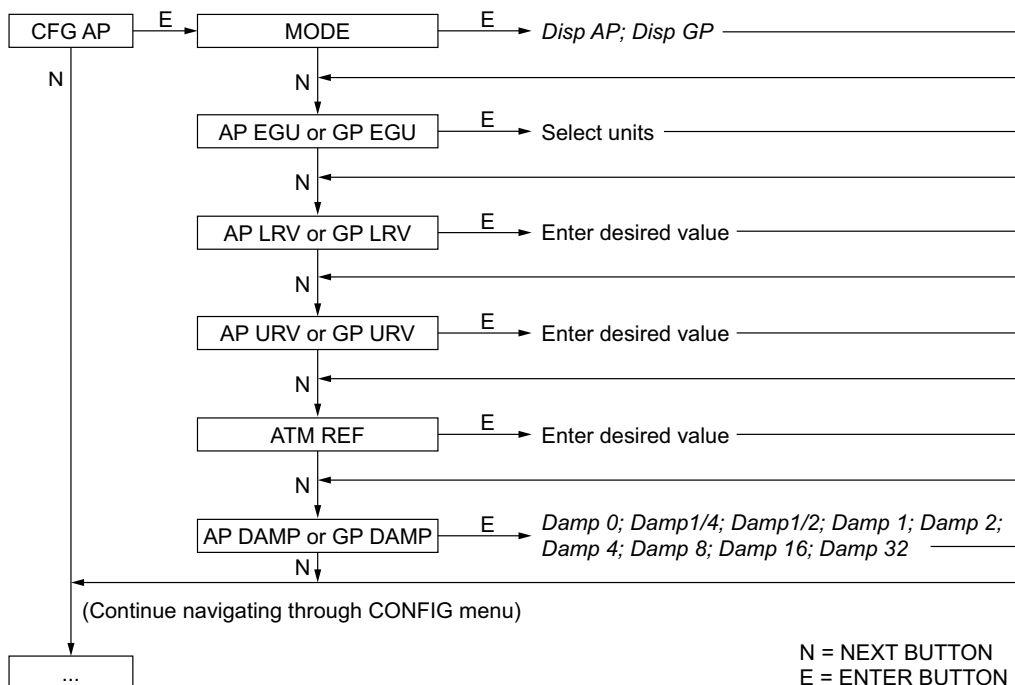 CFG AP
E
MODE
E
Disp AP; Disp GP
N
N
AP EGU or GP EGU
E
Select units
N
AP LRV or GP LRV
E
Enter desired value
N
AP URV or GP URV
E
Enter desired value
N
ATM REF
E
Enter desired value
N
AP DAMP or GP DAMP
E
Damp 0; Damp1/4; Damp1/2; Damp 1; Damp 2;
Damp 4; Damp 8; Damp 16; Damp 32
N
(Continue navigating through CONFIG menu)
...
N = NEXT BUTTON
E = ENTER BUTTON